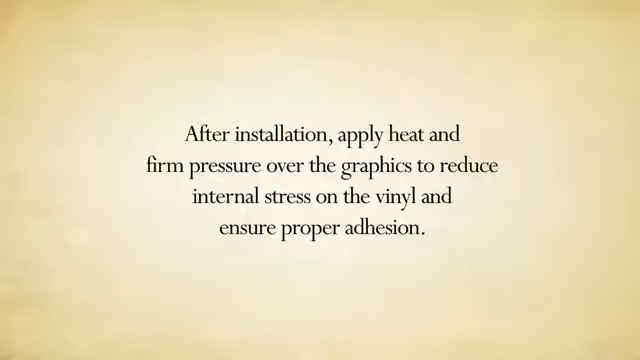 After installation, apply heat and
firm pressure over the graphics to reduce
internal stress on the vinyl and
ensure proper adhesion.